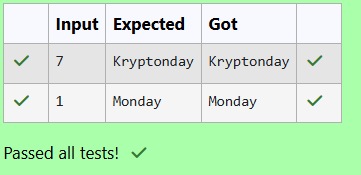 Input Expected Got
7 Kryptonday Kryptonday
1 Monday Monday
Passed all tests!